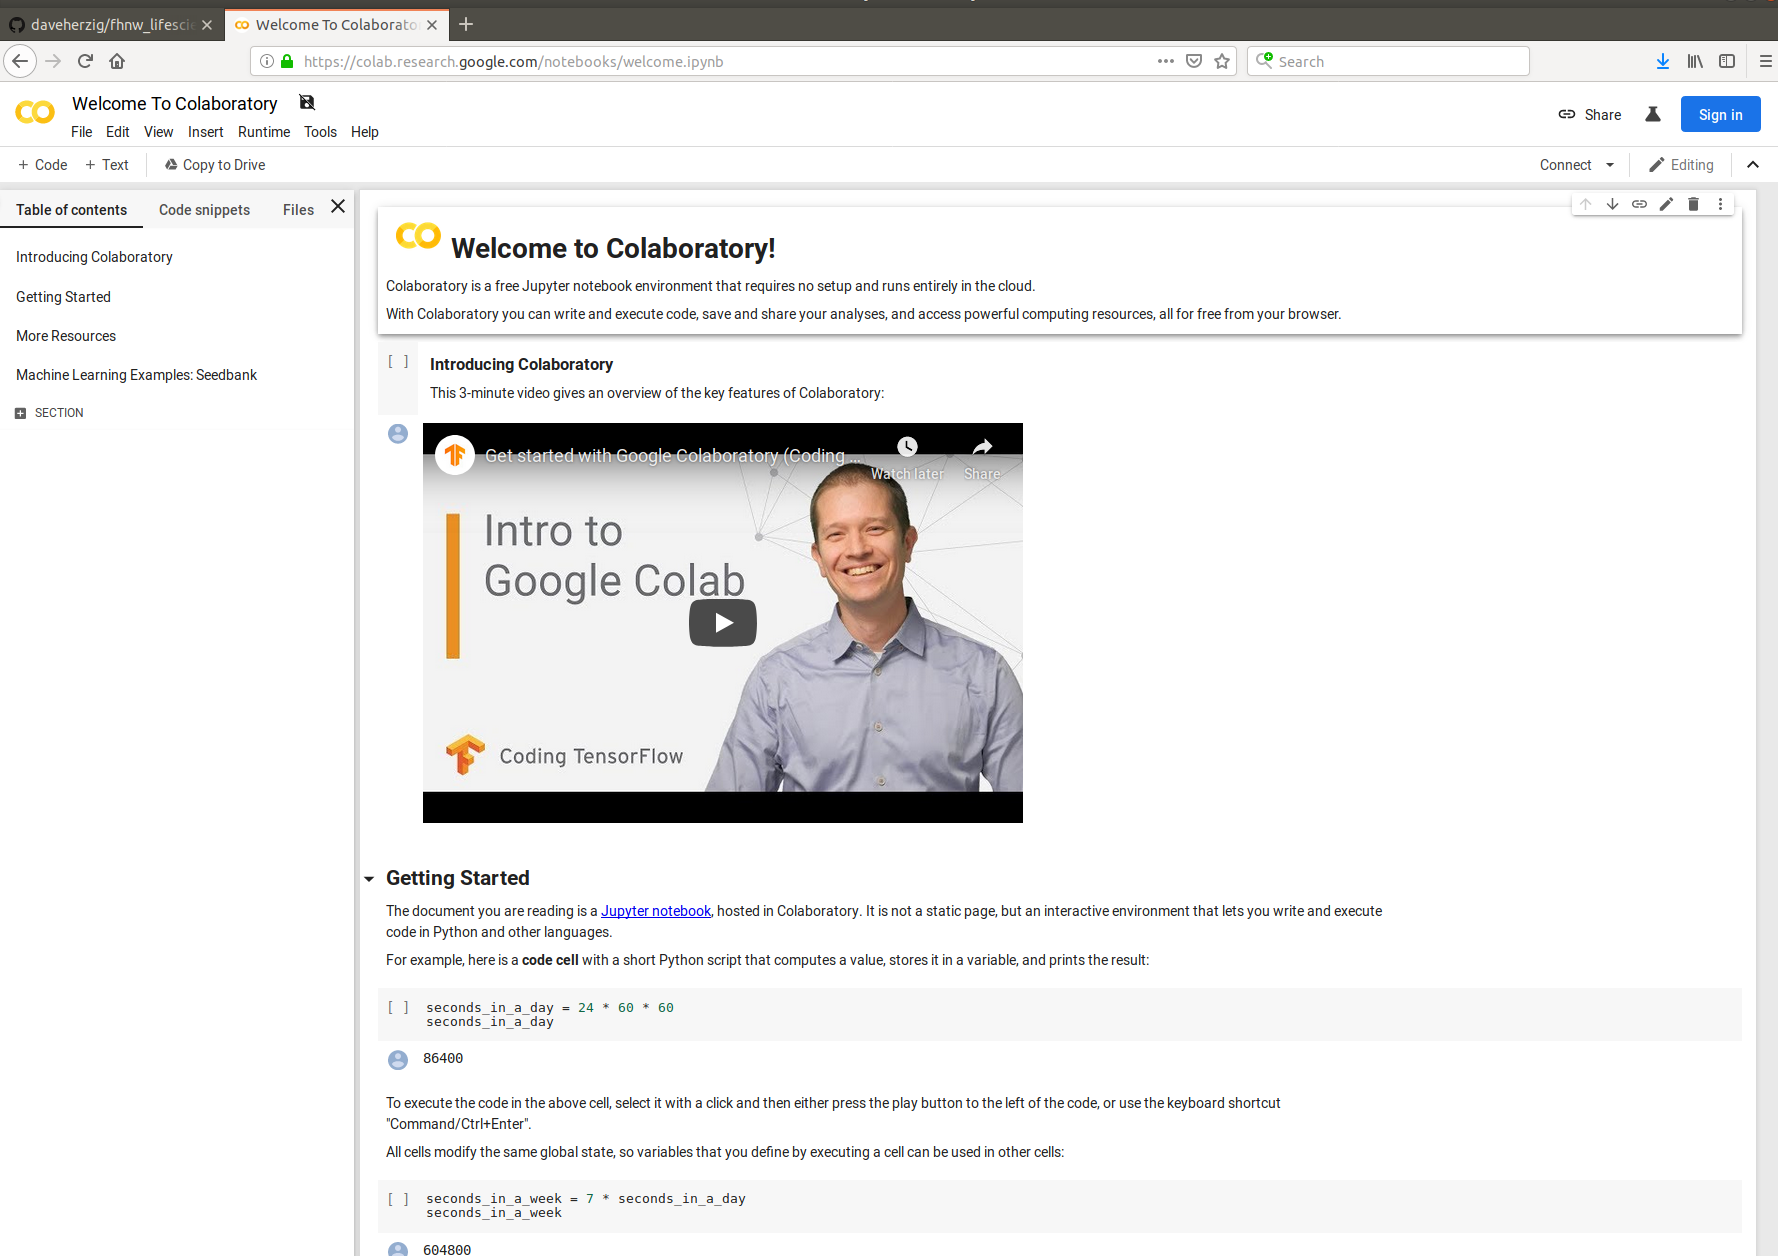 daveherzig/fhnw_lifescie
Welcome To Colaborato
https://colab.research.google.com/notebooks/welcome.ipynb
Search
CO
Welcome To Colaboratory
File Edit View Insert Runtime Tools Help
Share
Sign in
+ Code + Text Copy to Drive
Connect
Editing
Table of contents Code snippets Files
Introducing Colaboratory
Getting Started
More Resources
Machine Learning Examples: Seedbank
SECTION
CO Welcome to Colaboratory!
Colaboratory is a free Jupyter notebook environment that requires no setup and runs entirely in the cloud.
With Colaboratory you can write and execute code, save and share your analyses, and access powerful computing resources, all for free from your browser.
[ ] Introducing Colaboratory
This 3-minute video gives an overview of the key features of Colaboratory:
Get started with Google Colaboratory (Coding ...
Watch later Share
Intro to
Google Colab
Coding TensorFlow
Getting Started
The document you are reading is a Jupyter notebook, hosted in Colaboratory. It is not a static page, but an interactive environment that lets you write and execute
code in Python and other languages.
For example, here is a code cell with a short Python script that computes a value, stores it in a variable, and prints the result:
[ ] seconds_in_a_day = 24 * 60 * 60
seconds_in_a_day
86400
To execute the code in the above cell, select it with a click and then either press the play button to the left of the code, or use the keyboard shortcut
"Command/Ctrl+Enter".
All cells modify the same global state, so variables that you define by executing a cell can be used in other cells:
[ ] seconds_in_a_week = 7 * seconds_in_a_day
seconds_in_a_week
604800